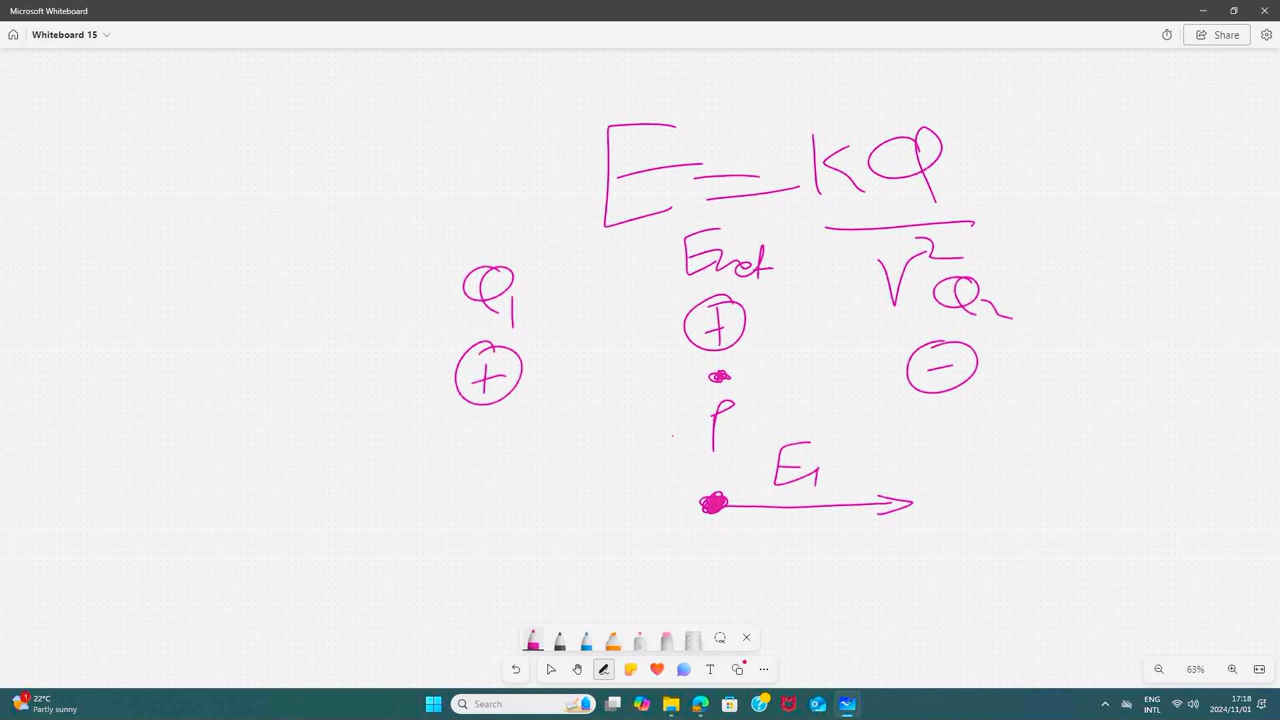 Microsoft Whiteboard
Whiteboard 15
Share
E = KQ
r²
Enet
Q1
Q2
+
+
−
P
E1
63%
1
22°C
Partly sunny
Search
ENG
INTL
17:18
2024/11/01